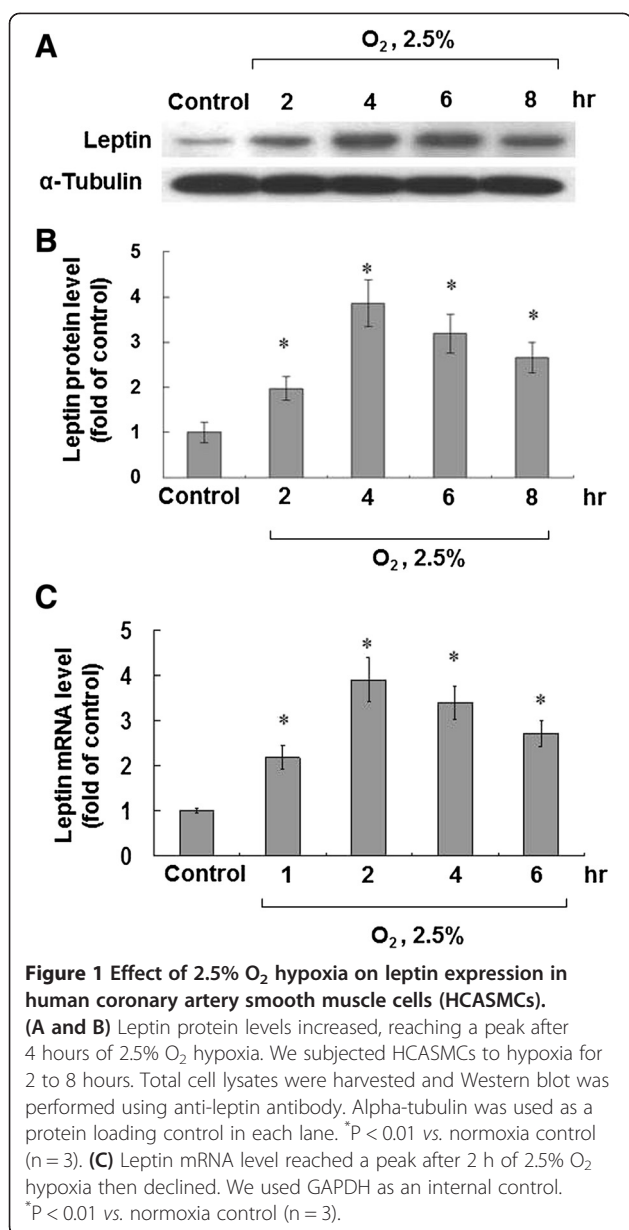 A
O₂, 2.5%
Control 2 4 6 8 hr
Leptin
α-Tubulin
B
Leptin protein level
(fold of control)
5
4
3
2
1
0
* * * *
Control 2 4 6 8 hr
O₂, 2.5%
C
Leptin mRNA level
(fold of control)
5
4
3
2
1
0
* * * *
Control 1 2 4 6 hr
O₂, 2.5%
Figure 1 Effect of 2.5% O₂ hypoxia on leptin expression in
human coronary artery smooth muscle cells (HCASMCs).
(A and B) Leptin protein levels increased, reaching a peak after
4 hours of 2.5% O₂ hypoxia. We subjected HCASMCs to hypoxia for
2 to 8 hours. Total cell lysates were harvested and Western blot was
performed using anti-leptin antibody. Alpha-tubulin was used as a
protein loading control in each lane. *P < 0.01 vs. normoxia control
(n = 3). (C) Leptin mRNA level reached a peak after 2 h of 2.5% O₂
hypoxia then declined. We used GAPDH as an internal control.
*P < 0.01 vs. normoxia control (n = 3).